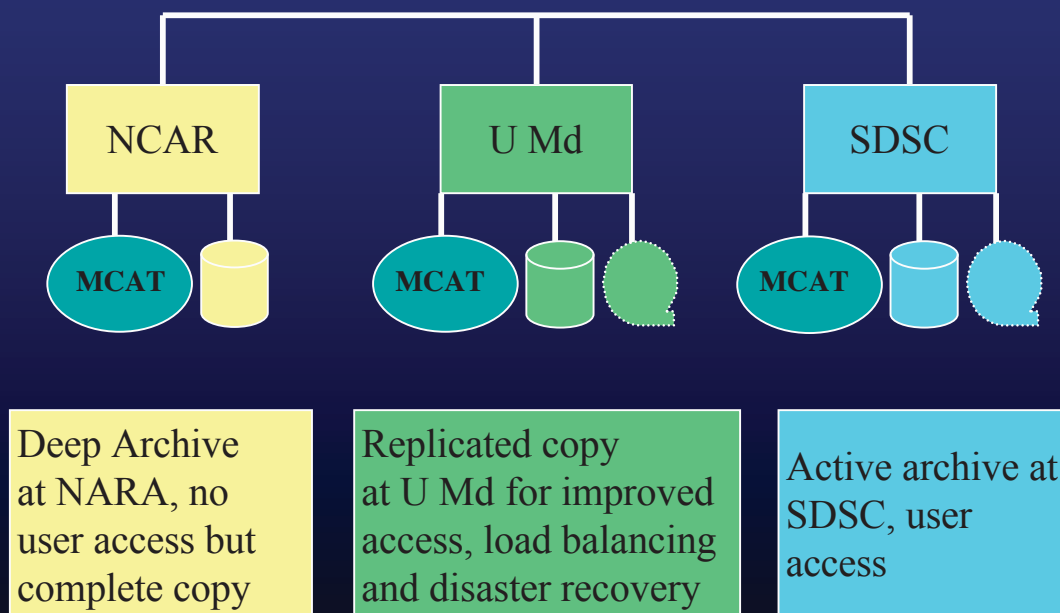 NCAR
U Md
SDSC
MCAT
MCAT
MCAT
Deep Archive
at NARA, no
user access but
complete copy
Replicated copy
at U Md for improved
access, load balancing
and disaster recovery
Active archive at
SDSC, user
access